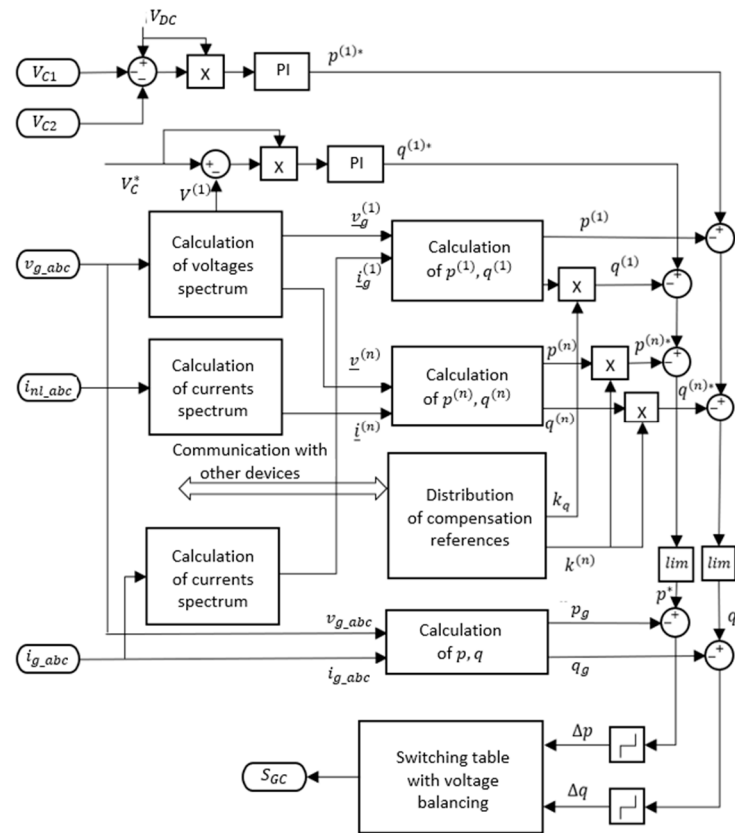 V_DC
V_C1
+
−
−
X
PI
p^(1)*
V_C2
V_C^*
+
−
X
PI
q^(1)*
V^(1)
v_g_abc
Calculation
of voltages
spectrum
v_g^(1)
i_g^(1)
Calculation
of p^(1), q^(1)
p^(1)
+
−
X
q^(1)
+
−
i_nl_abc
Calculation
of currents
spectrum
v^(n)
i^(n)
Calculation
of p^(n), q^(n)
p^(n)
X
p^(n)*
+
−
q^(n)
X
q^(n)*
+
−
Communication with
other devices
Distribution
of compensation
references
k_q
k^(n)
Calculation
of currents
spectrum
lim
lim
p*
q
i_g_abc
v_g_abc
i_g_abc
Calculation
of p, q
p_g
+
−
q_g
+
−
S_GC
Switching table
with voltage
balancing
Δp
Δq